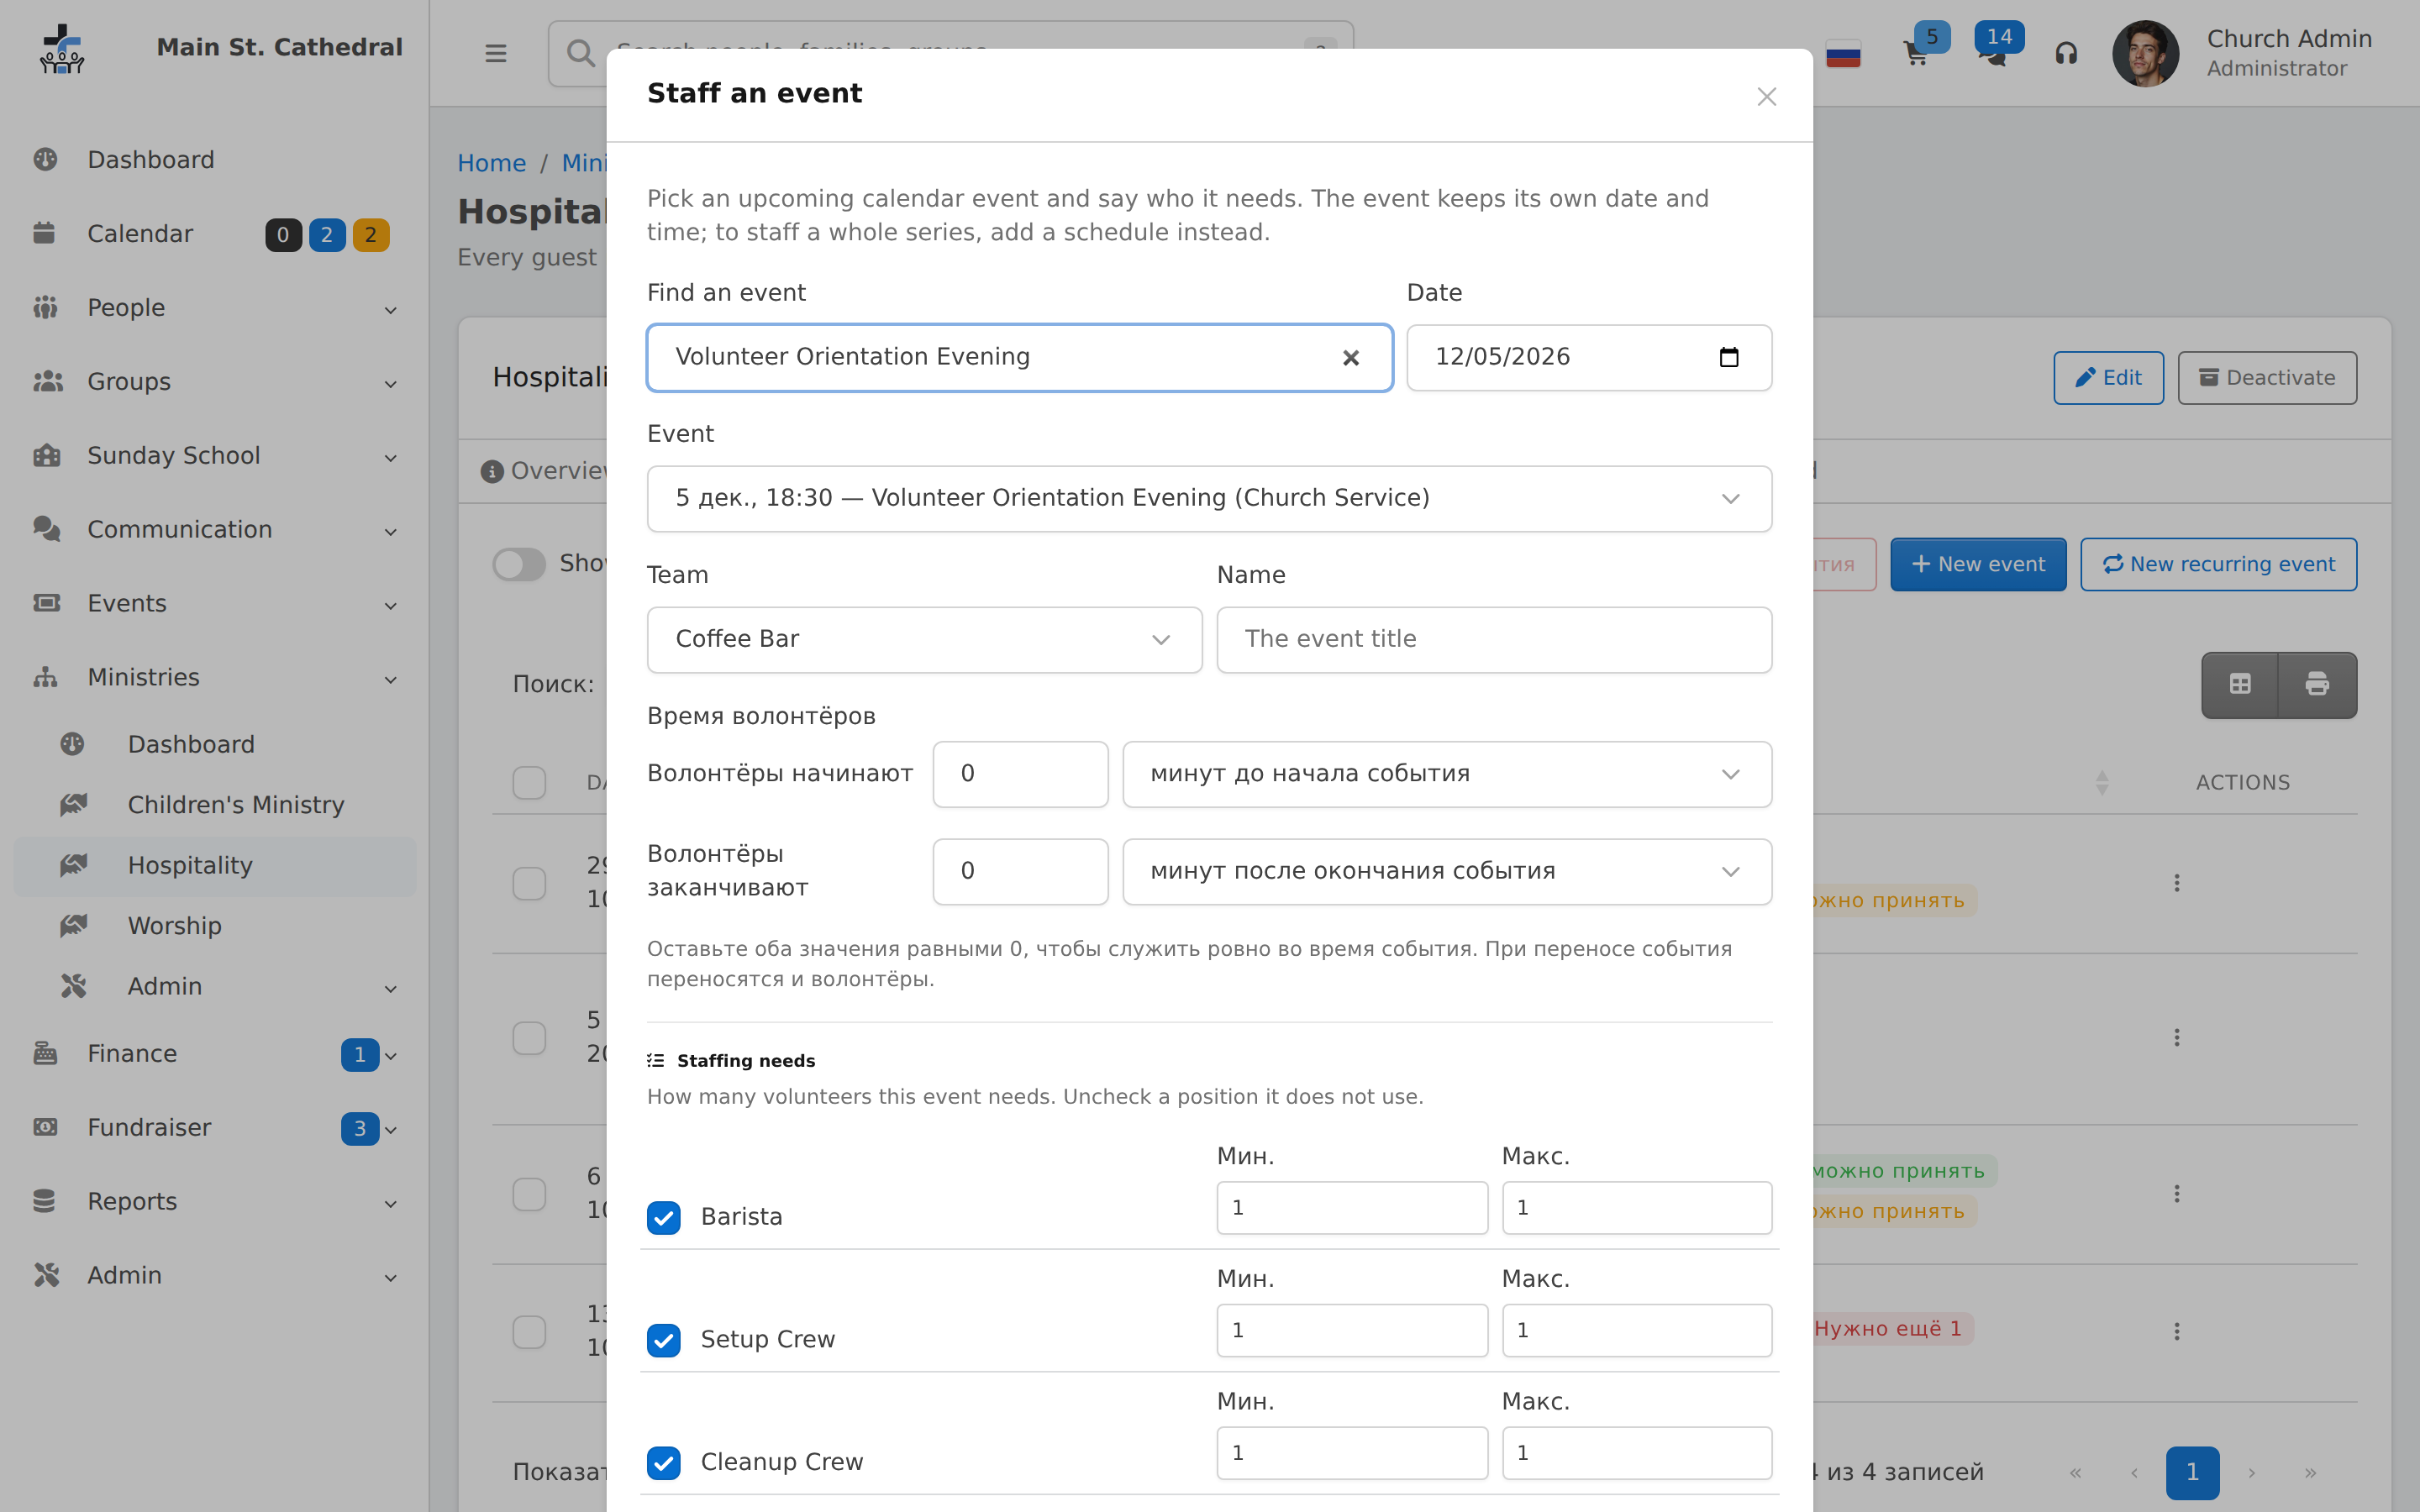 Main St. Cathedral
5
14
Church Admin
Administrator
Dashboard
Calendar 0 2 2
People
Groups
Sunday School
Communication
Events
Ministries
Dashboard
Children's Ministry
Hospitality
Worship
Admin
Finance 1
Fundraiser 3
Reports
Admin
Home /
Every guest
Edit
Deactivate
New event
New recurring event
Поиск:
ACTIONS
можно принять
Нужно ещё 1
из 4 записей
« ‹ 1 › »
Staff an event
Pick an upcoming calendar event and say who it needs. The event keeps its own date and
time; to staff a whole series, add a schedule instead.
Find an event
Date
Volunteer Orientation Evening
12/05/2026
Event
5 дек., 18:30 — Volunteer Orientation Evening (Church Service)
Team
Name
Coffee Bar
The event title
Время волонтёров
Волонтёры начинают
0
минут до начала события
Волонтёры
заканчивают
0
минут после окончания события
Оставьте оба значения равными 0, чтобы служить ровно во время события. При переносе события
переносятся и волонтёры.
Staffing needs
How many volunteers this event needs. Uncheck a position it does not use.
Мин.
Макс.
Barista
1
1
Мин.
Макс.
Setup Crew
1
1
Мин.
Макс.
Cleanup Crew
1
1